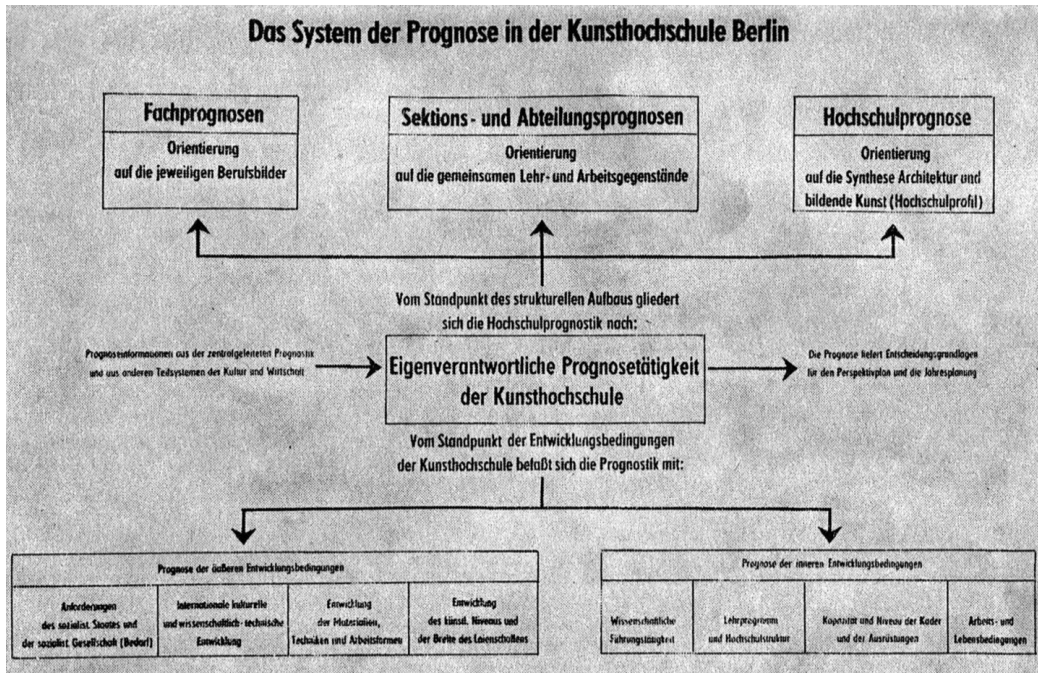 Das System der Prognose in der Kunsthochschule Berlin
Fachprognosen
Orientierung
auf die jeweiligen Berufsbilder
Sektions- und Abteilungsprognosen
Orientierung
auf die gemeinsamen Lehr- und Arbeitsgegenstände
Hochschulprognose
Orientierung
auf die Synthese Architektur und
bildende Kunst (Hochschulprofil)
Vom Standpunkt des strukturellen Aufbaus gliedert
sich die Hochschulprognostik nach:
Prognoseinformationen aus der zentralgeleiteten Prognostik
und aus anderen Teilsystemen der Kultur und Wirtschaft
Eigenverantwortliche Prognosetätigkeit
der Kunsthochschule
Die Prognose liefert Entscheidungsgrundlagen
für den Perspektivplan und die Jahresplanung
Vom Standpunkt der Entwicklungsbedingungen
der Kunsthochschule befaßt sich die Prognostik mit:
Prognose der äußeren Entwicklungsbedingungen
Anforderungen
des sozialist. Staates und
der sozialist. Gesellschaft (Bedarf)
Internationale kulturelle
und wissenschaftlich-technische
Entwicklung
Entwicklung
der Materialien,
Techniken und Arbeitsformen
Entwicklung
des künstl. Niveaus und
der Breite des Laienschaffens
Prognose der inneren Entwicklungsbedingungen
Wissenschaftliche
Führungstätigkeit
Lehrprogramm
und Hochschulstruktur
Kapazität und Niveau der Kader
und der Ausrüstungen
Arbeits- und
Lebensbedingungen